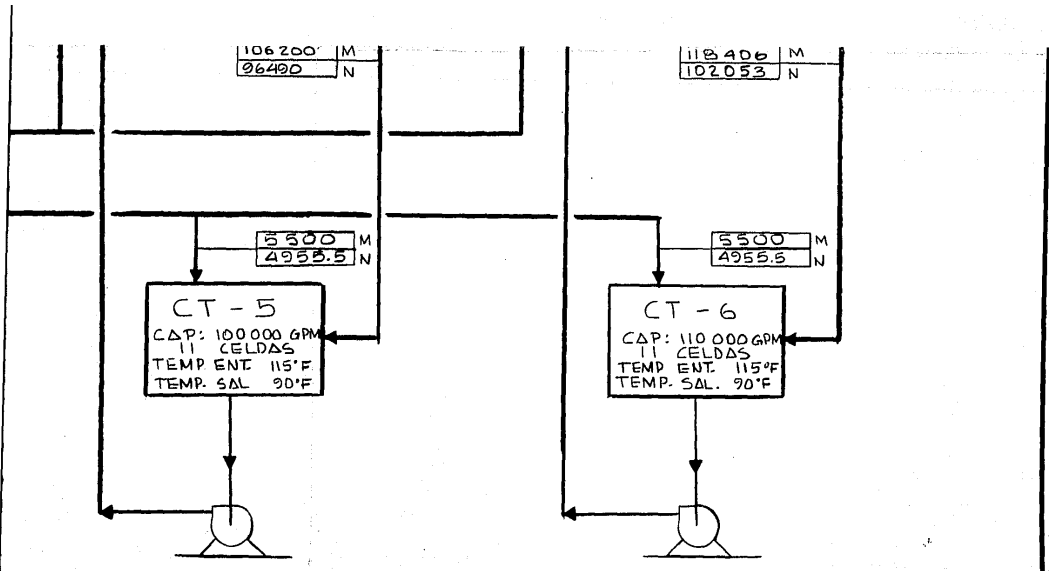 106200 M
96490 N
118406 M
102053 N
5500 M
4955.5 N
5500 M
4955.5 N
CT - 5
CAP: 100 000 GPM
11 CELDAS
TEMP. ENT. 115°F
TEMP. SAL 90°F
CT - 6
CAP: 110 000 GPM
11 CELDAS
TEMP ENT. 115°F
TEMP. SAL. 90°F